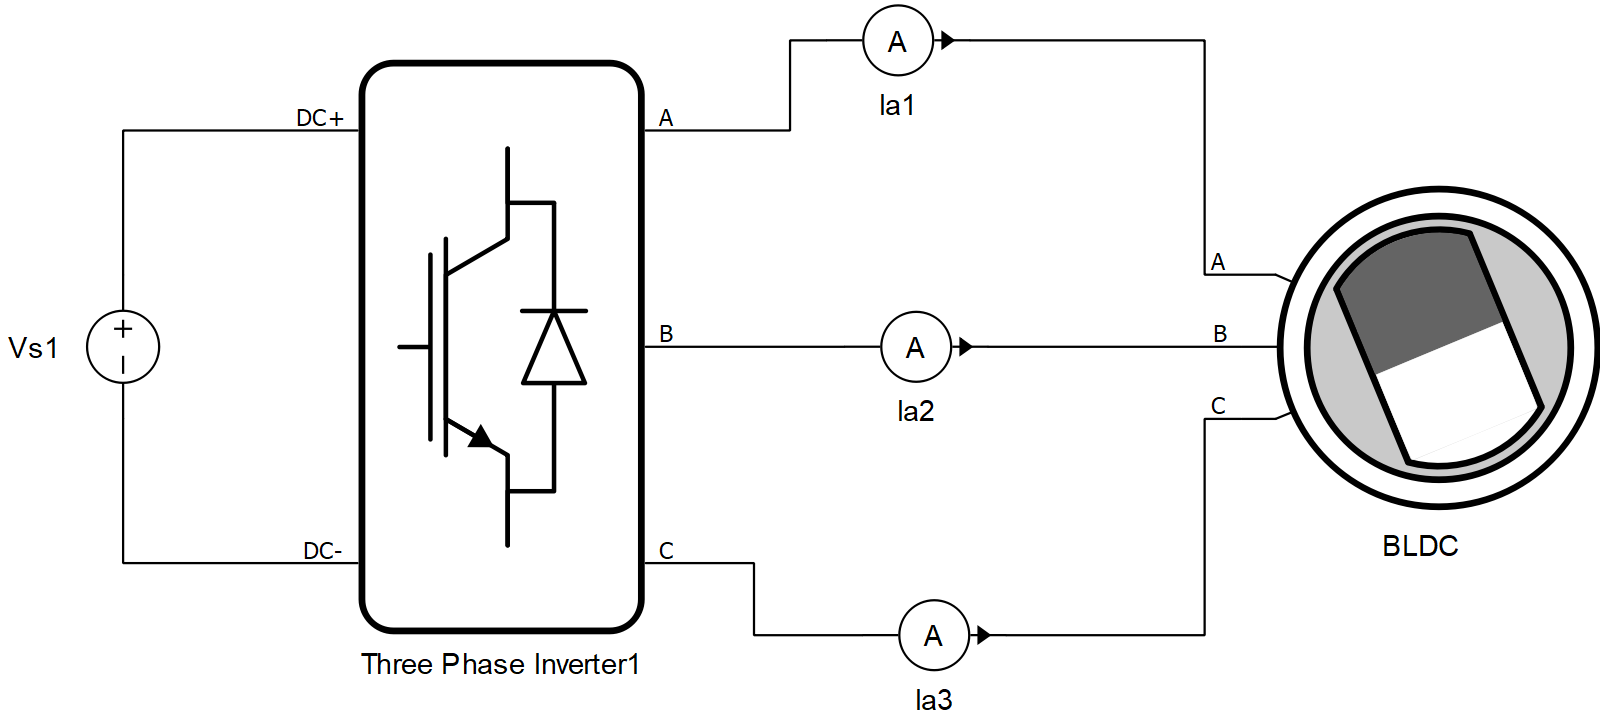 A
Ia1
DC+
A
A
Vs1
+
B
A
B
Ia2
DC-
C
C
BLDC
A
Three Phase Inverter1
Ia3